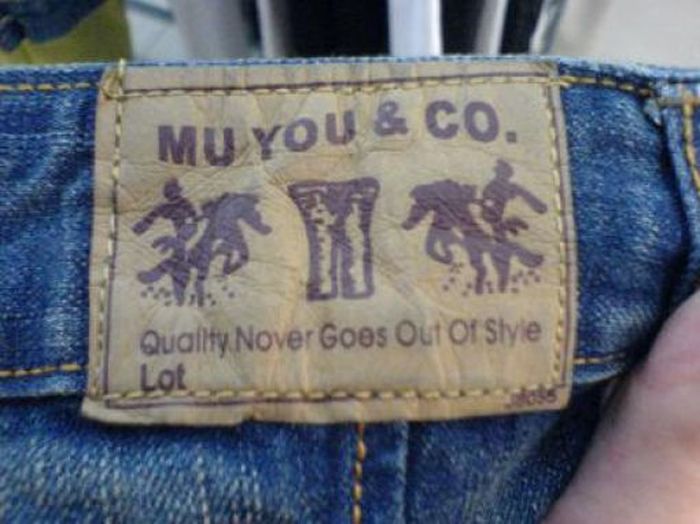 MU YOU & CO.
Quality Nover Goes Out Of Style
Lot